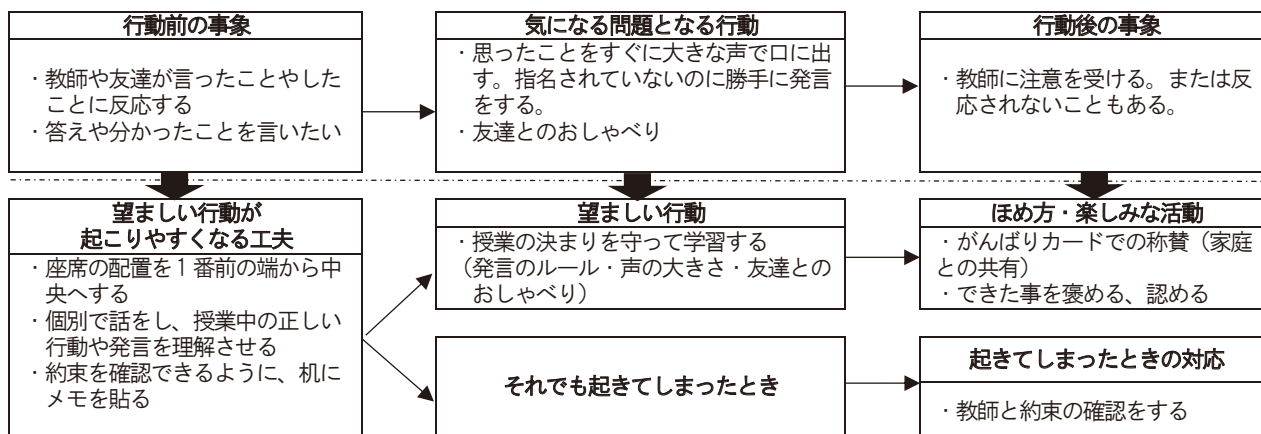 行動前の事象
・教師や友達が言ったことやした
ことに反応する
・答えや分かったことを言いたい
気になる問題となる行動
・思ったことをすぐに大きな声で口に出
す。指名されていないのに勝手に発言
をする。
・友達とのおしゃべり
行動後の事象
・教師に注意を受ける。または反
応されないこともある。
望ましい行動が
起こりやすくなる工夫
・座席の配置を1番前の端から中
央へする
・個別で話をし、授業中の正しい
行動や発言を理解させる
・約束を確認できるように、机に
メモを貼る
望ましい行動
・授業の決まりを守って学習する
（発言のルール・声の大きさ・友達との
おしゃべり）
ほめ方・楽しみな活動
・がんばりカードでの称賛（家庭
との共有）
・できた事を褒める、認める
それでも起きてしまったとき
起きてしまったときの対応
・教師と約束の確認をする